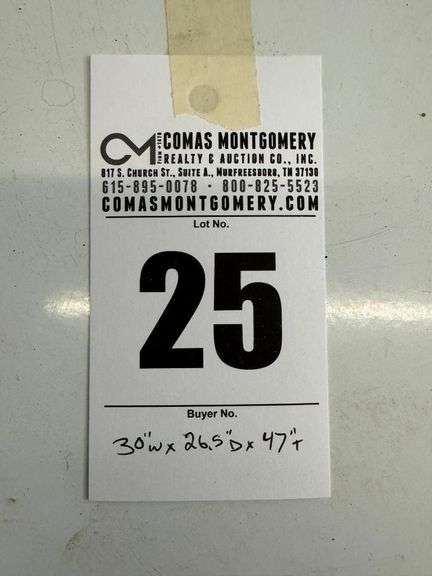 COMAS MONTGOMERY
REALTY & AUCTION CO., INC.
817 S. CHURCH ST., SUITE A., MURFREESBORO, TN 37130
615-895-0078 · 800-825-5523
COMASMONTGOMERY.COM
Lot No.
25
Buyer No.
30"W x 26.5"D x 47"T